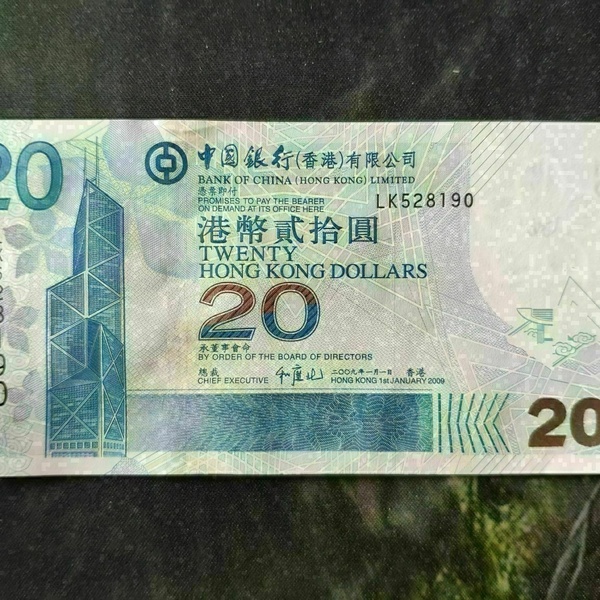 20
中國銀行(香港)有限公司
BANK OF CHINA (HONG KONG) LIMITED
憑票即付
PROMISES TO PAY THE BEARER
ON DEMAND AT ITS OFFICE HERE
LK528190
港幣貳拾圓
TWENTY
HONG KONG DOLLARS
20
承董事會命
BY ORDER OF THE BOARD OF DIRECTORS
總裁
CHIEF EXECUTIVE
二〇〇九年一月一日 香港
HONG KONG 1st JANUARY 2009
20